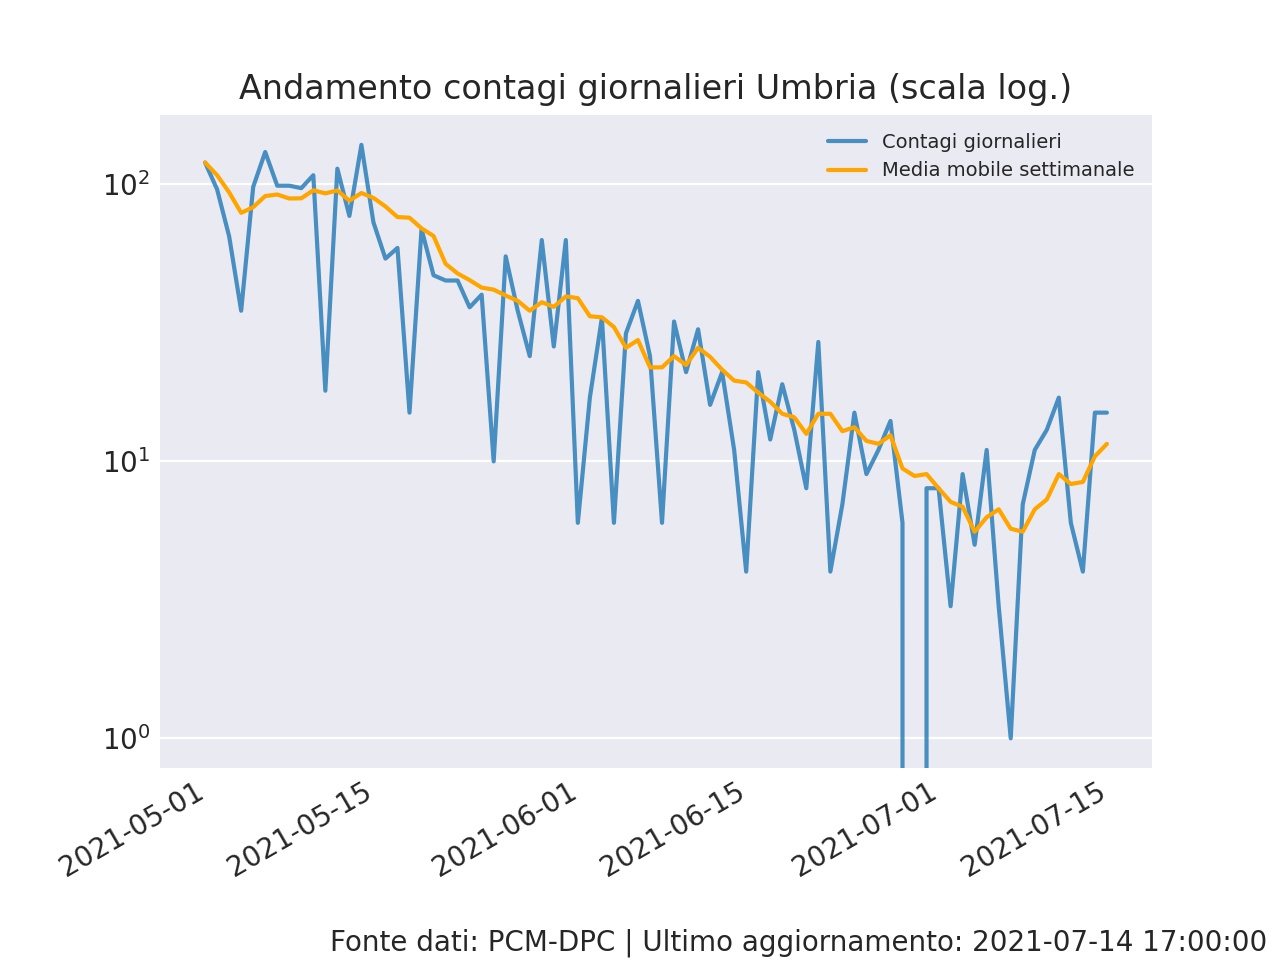 Andamento contagi giornalieri Umbria (scala log.)
Contagi giornalieri
Media mobile settimanale
10²
10¹
10⁰
2021-05-01
2021-05-15
2021-06-01
2021-06-15
2021-07-01
2021-07-15
Fonte dati: PCM-DPC | Ultimo aggiornamento: 2021-07-14 17:00:00